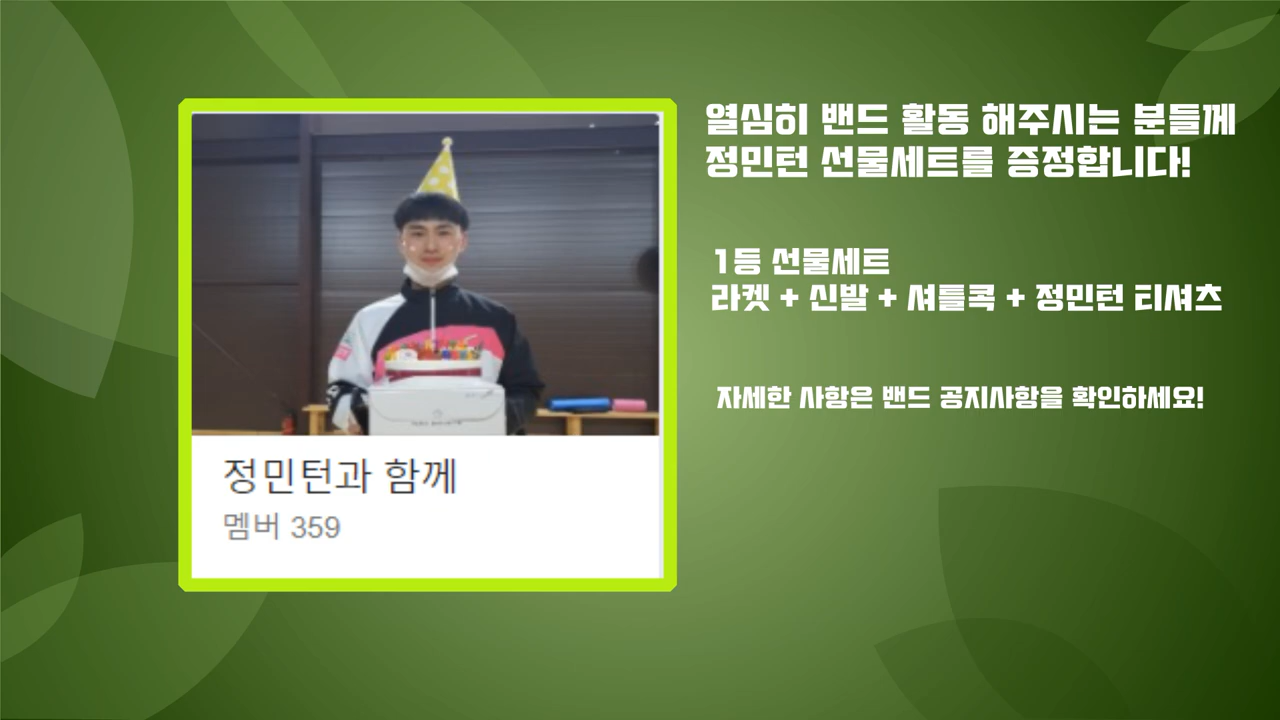 열심히 밴드 활동 해주시는 분들께
정민턴 선물세트를 증정합니다!
1등 선물세트
라켓 + 신발 + 셔틀콕 + 정민턴 티셔츠
자세한 사항은 밴드 공지사항을 확인하세요!
정민턴과 함께
멤버 359